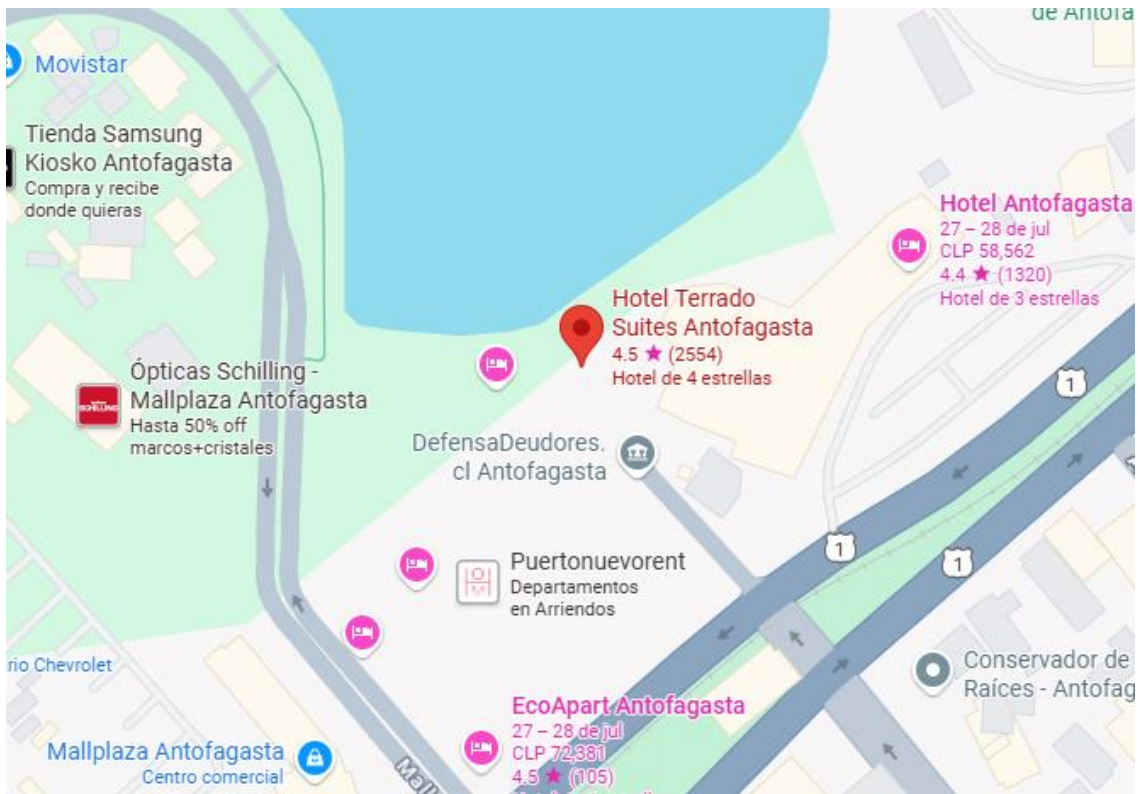 de Antofa
Movistar
Tienda Samsung
Kiosko Antofagasta
Compra y recibe
donde quieras
Hotel Antofagasta
27 – 28 de jul
CLP 58,562
4.4 ★ (1320)
Hotel de 3 estrellas
Hotel Terrado
Suites Antofagasta
4.5 ★ (2554)
Hotel de 4 estrellas
Ópticas Schilling -
Mallplaza Antofagasta
Hasta 50% off
marcos+cristales
SCHILLING
1
DefensaDeudores.
cl Antofagasta
1
1
Puertonuevorent
Departamentos
en Arriendos
rio Chevrolet
Conservador de
Raíces - Antofag
EcoApart Antofagasta
27 – 28 de jul
CLP 72,381
4.5 ★ (105)
Mallplaza Antofagasta
Centro comercial
Mall